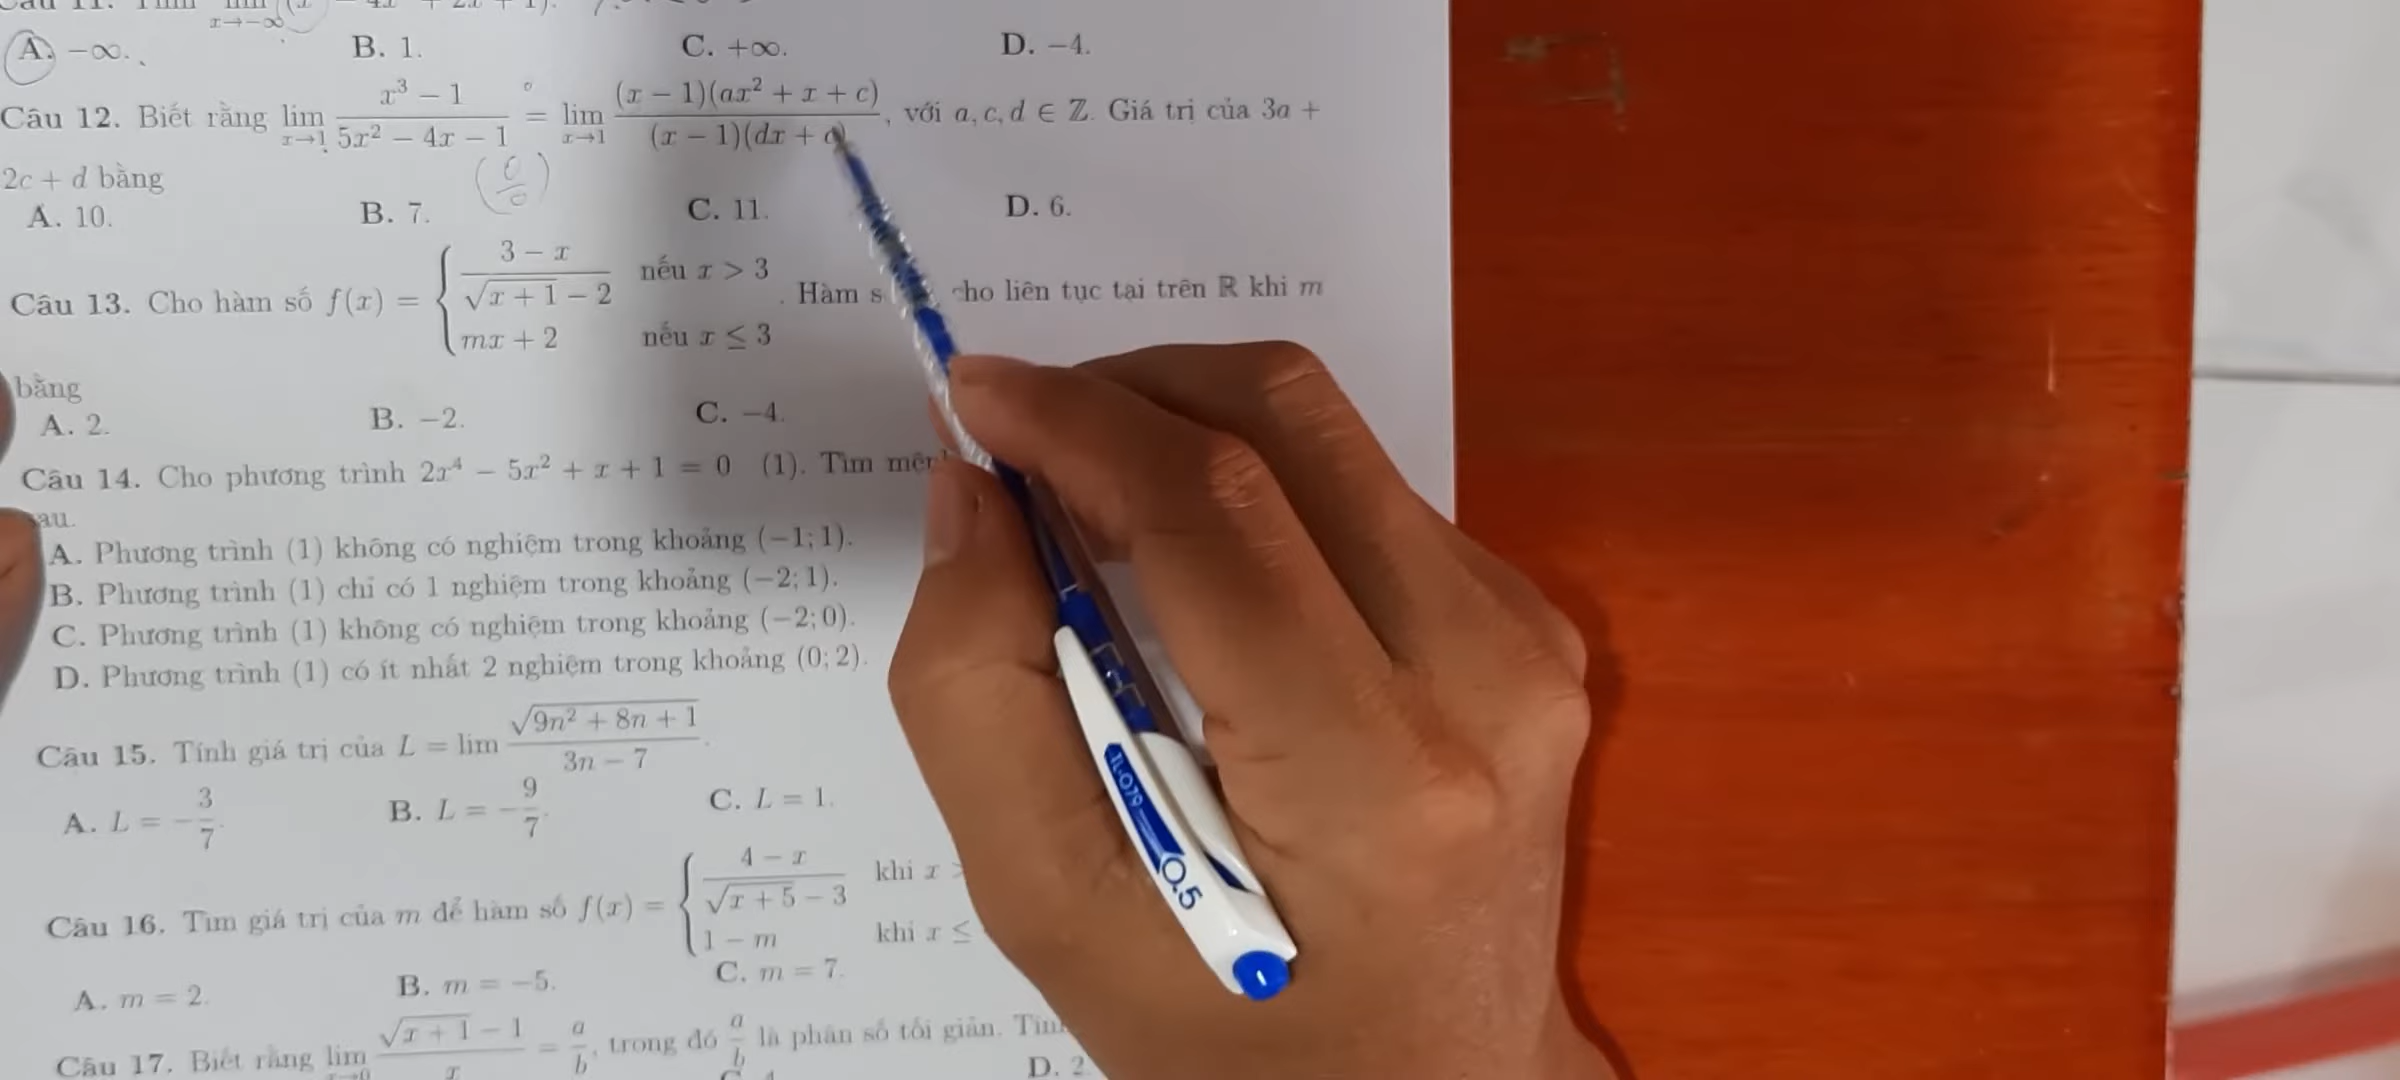 A. −∞. B. 1. C. +∞. D. −4.
Câu 12. Biết rằng lim x→1 (x³ − 1)/(5x² − 4x − 1) = lim x→1 ((x − 1)(ax² + x + c))/((x − 1)(dx + , với a, c, d ∈ ℤ. Giá trị của 3a +
(0/0)
2c + d bằng
A. 10. B. 7. C. 11. D. 6.
Câu 13. Cho hàm số f(x) = { (3 − x)/(√(x + 1) − 2) nếu x > 3
mx + 2 nếu x ≤ 3 . Hàm s cho liên tục tại trên ℝ khi m
bằng
A. 2. B. −2. C. −4.
Câu 14. Cho phương trình 2x⁴ − 5x² + x + 1 = 0 (1). Tìm
A. Phương trình (1) không có nghiệm trong khoảng (−1; 1).
B. Phương trình (1) chỉ có 1 nghiệm trong khoảng (−2; 1).
C. Phương trình (1) không có nghiệm trong khoảng (−2; 0).
D. Phương trình (1) có ít nhất 2 nghiệm trong khoảng (0; 2).
Câu 15. Tính giá trị của L = lim √(9n² + 8n + 1)/(3n − 7).
A. L = −3/7. B. L = −9/7. C. L = 1.
Câu 16. Tìm giá trị của m để hàm số f(x) = { (4 − x)/(√(x + 5) − 3) khi x >
1 − m khi x ≤
A. m = 2. B. m = −5. C. m = 7.
Câu 17. Biết rằng lim (√(x + 1) − 1)/x = a/b, trong đó a/b là phân số tối giản.
D. 2
TL-079
0.5